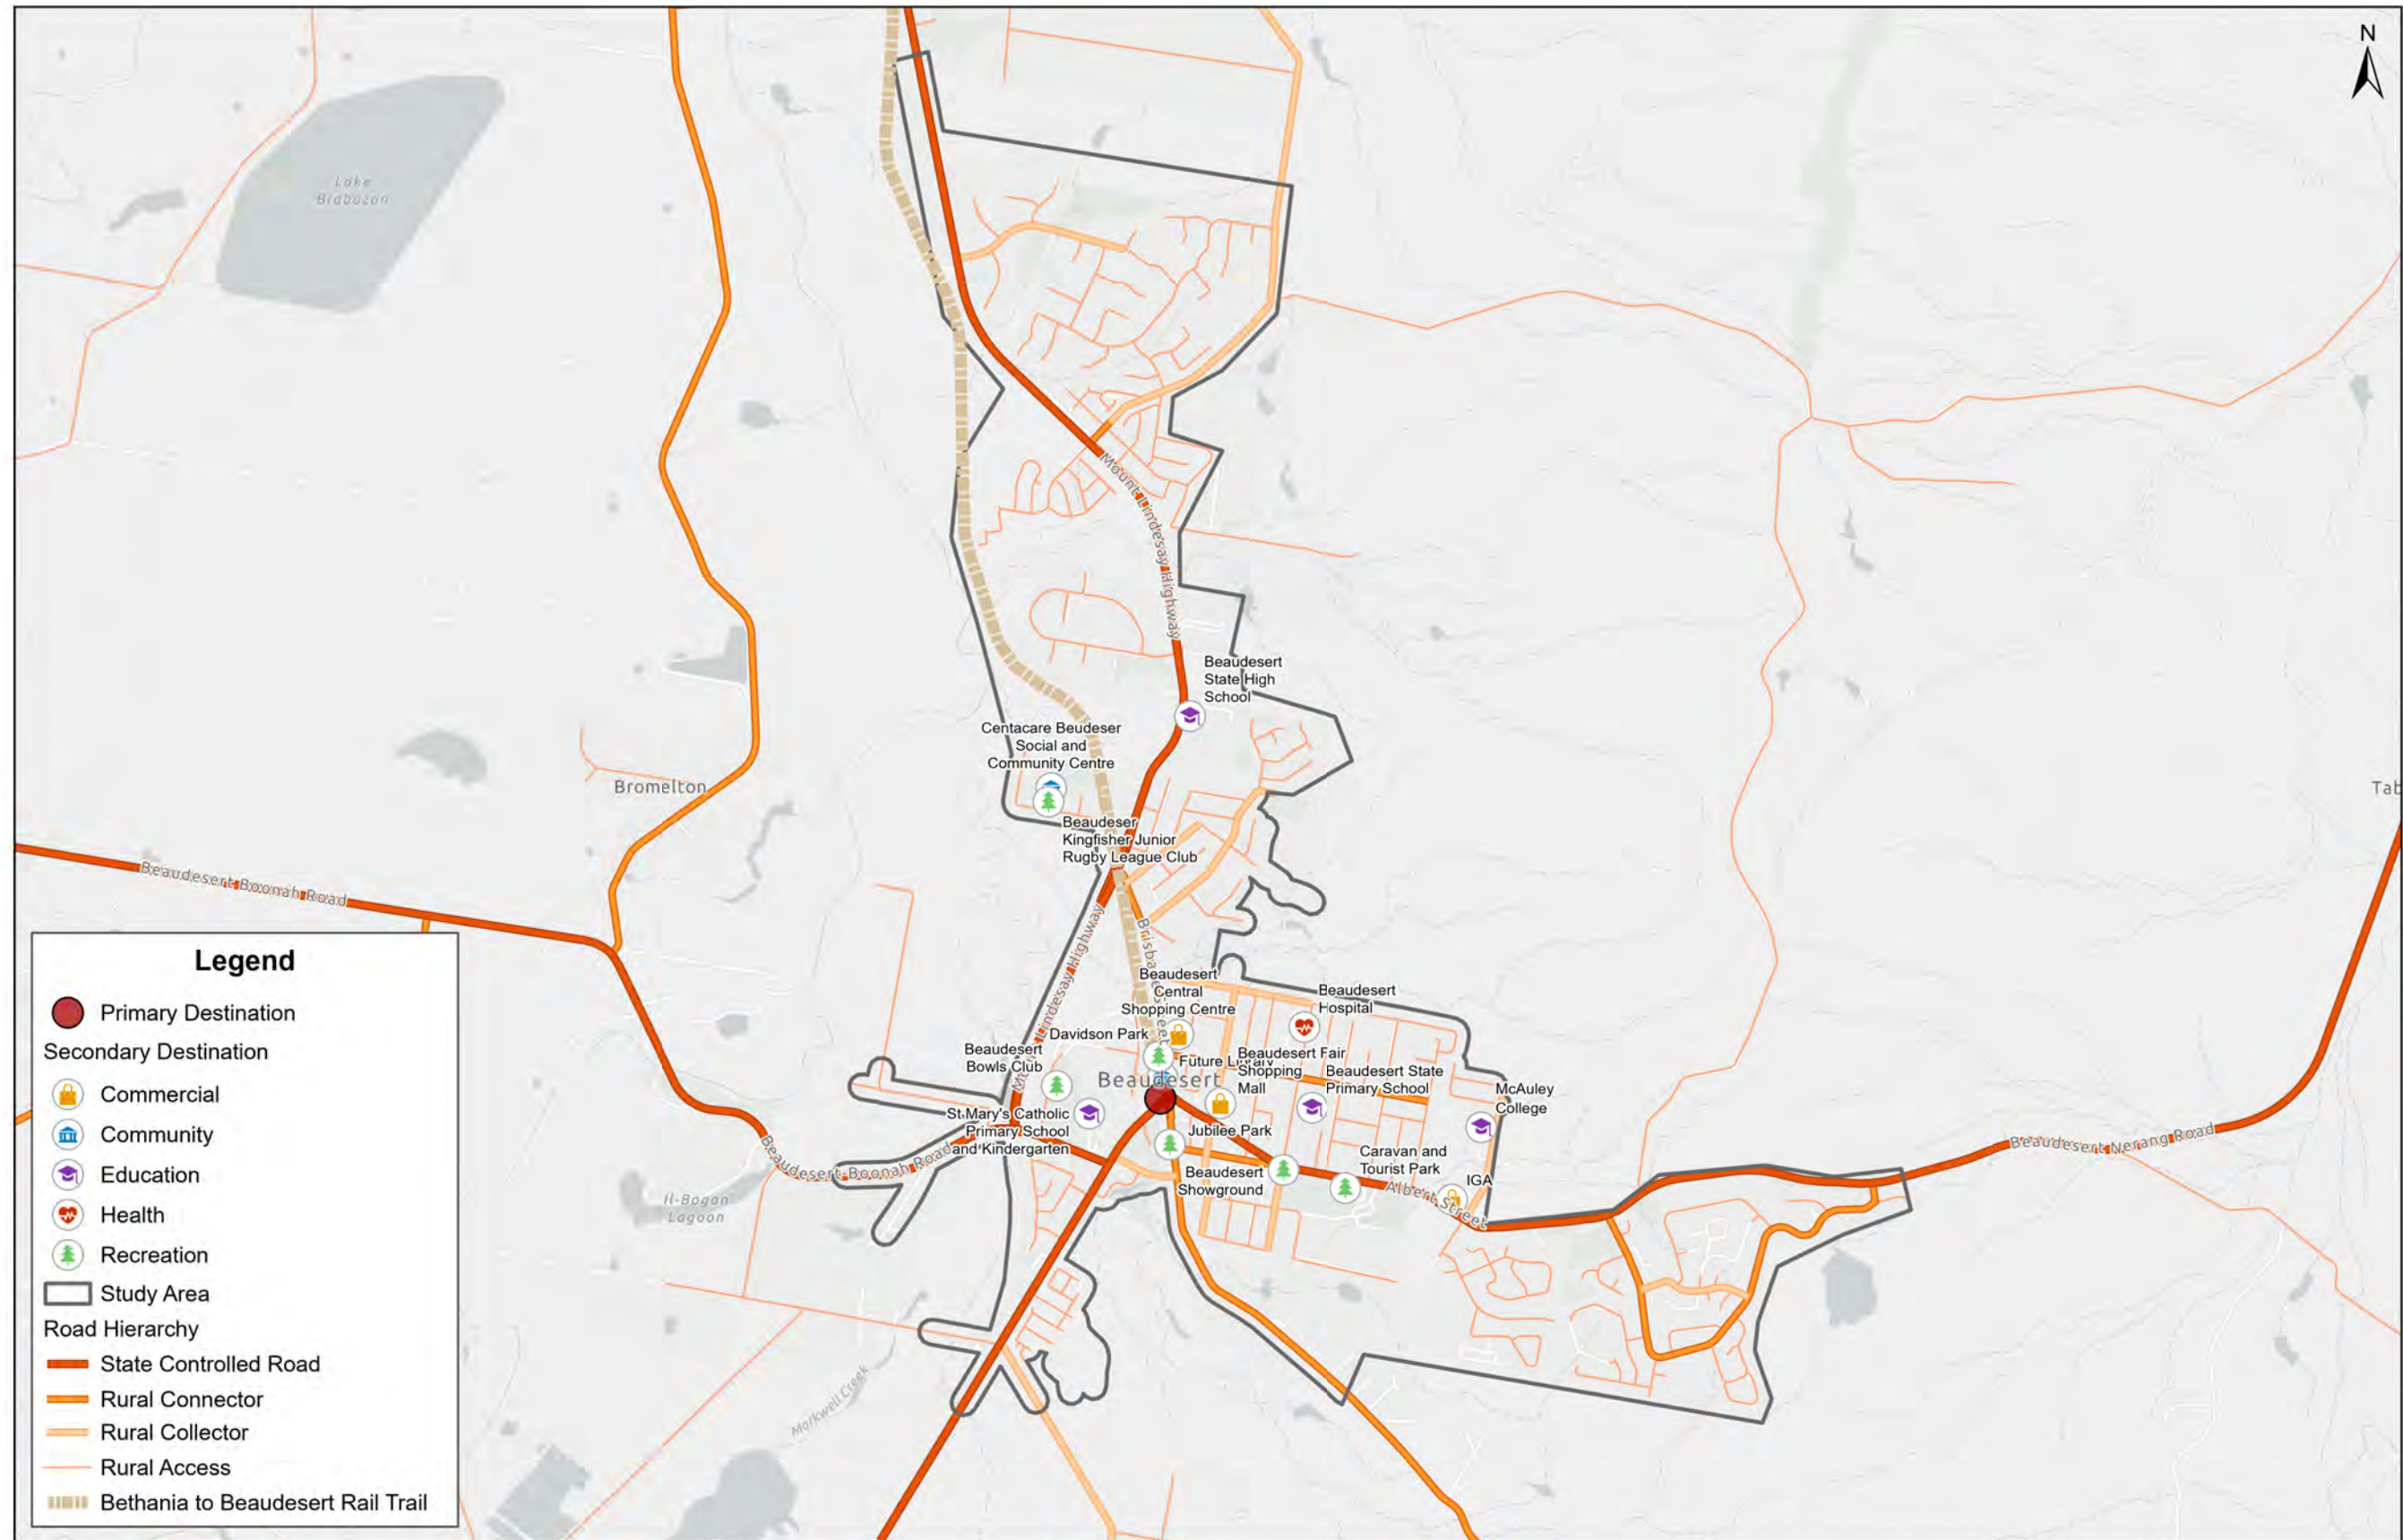 N
Lake
Brabazon
Mount Lindesay Highway
Beaudesert
State High
School
Centacare Beudeser
Social and
Community Centre
Bromelton
Tab
Beaudeser
Kingfisher Junior
Rugby League Club
Beaudesert Boonah Road
Lindesay Highway
Beaudesert
Central
Shopping Centre
Beaudesert
Hospital
Davidson Park
Beaudesert
Bowls Club
Future Library
Beaudesert Fair
Shopping
Mall
Beaudesert
Beaudesert State
Primary School
McAuley
College
St Mary's Catholic
Primary School
and Kindergarten
Jubilee Park
Beaudesert Nerang Road
Beaudesert Boonah Road
Caravan and
Tourist Park
Beaudesert
Showground
IGA
Albert Street
Il-Bogan
Lagoon
Markwell Creek
Legend
Primary Destination
Secondary Destination
Commercial
Community
Education
Health
Recreation
Study Area
Road Hierarchy
State Controlled Road
Rural Connector
Rural Collector
Rural Access
Bethania to Beaudesert Rail Trail